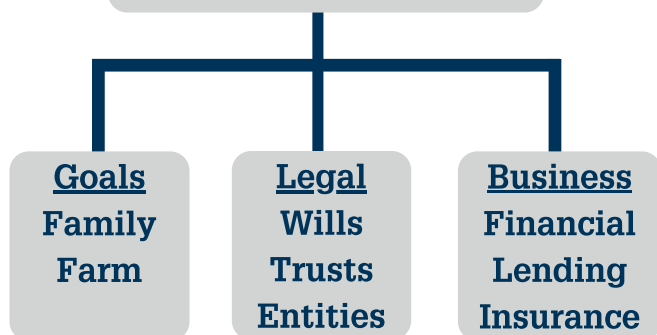 Goals
Family
Farm
Legal
Wills
Trusts
Entities
Business
Financial
Lending
Insurance